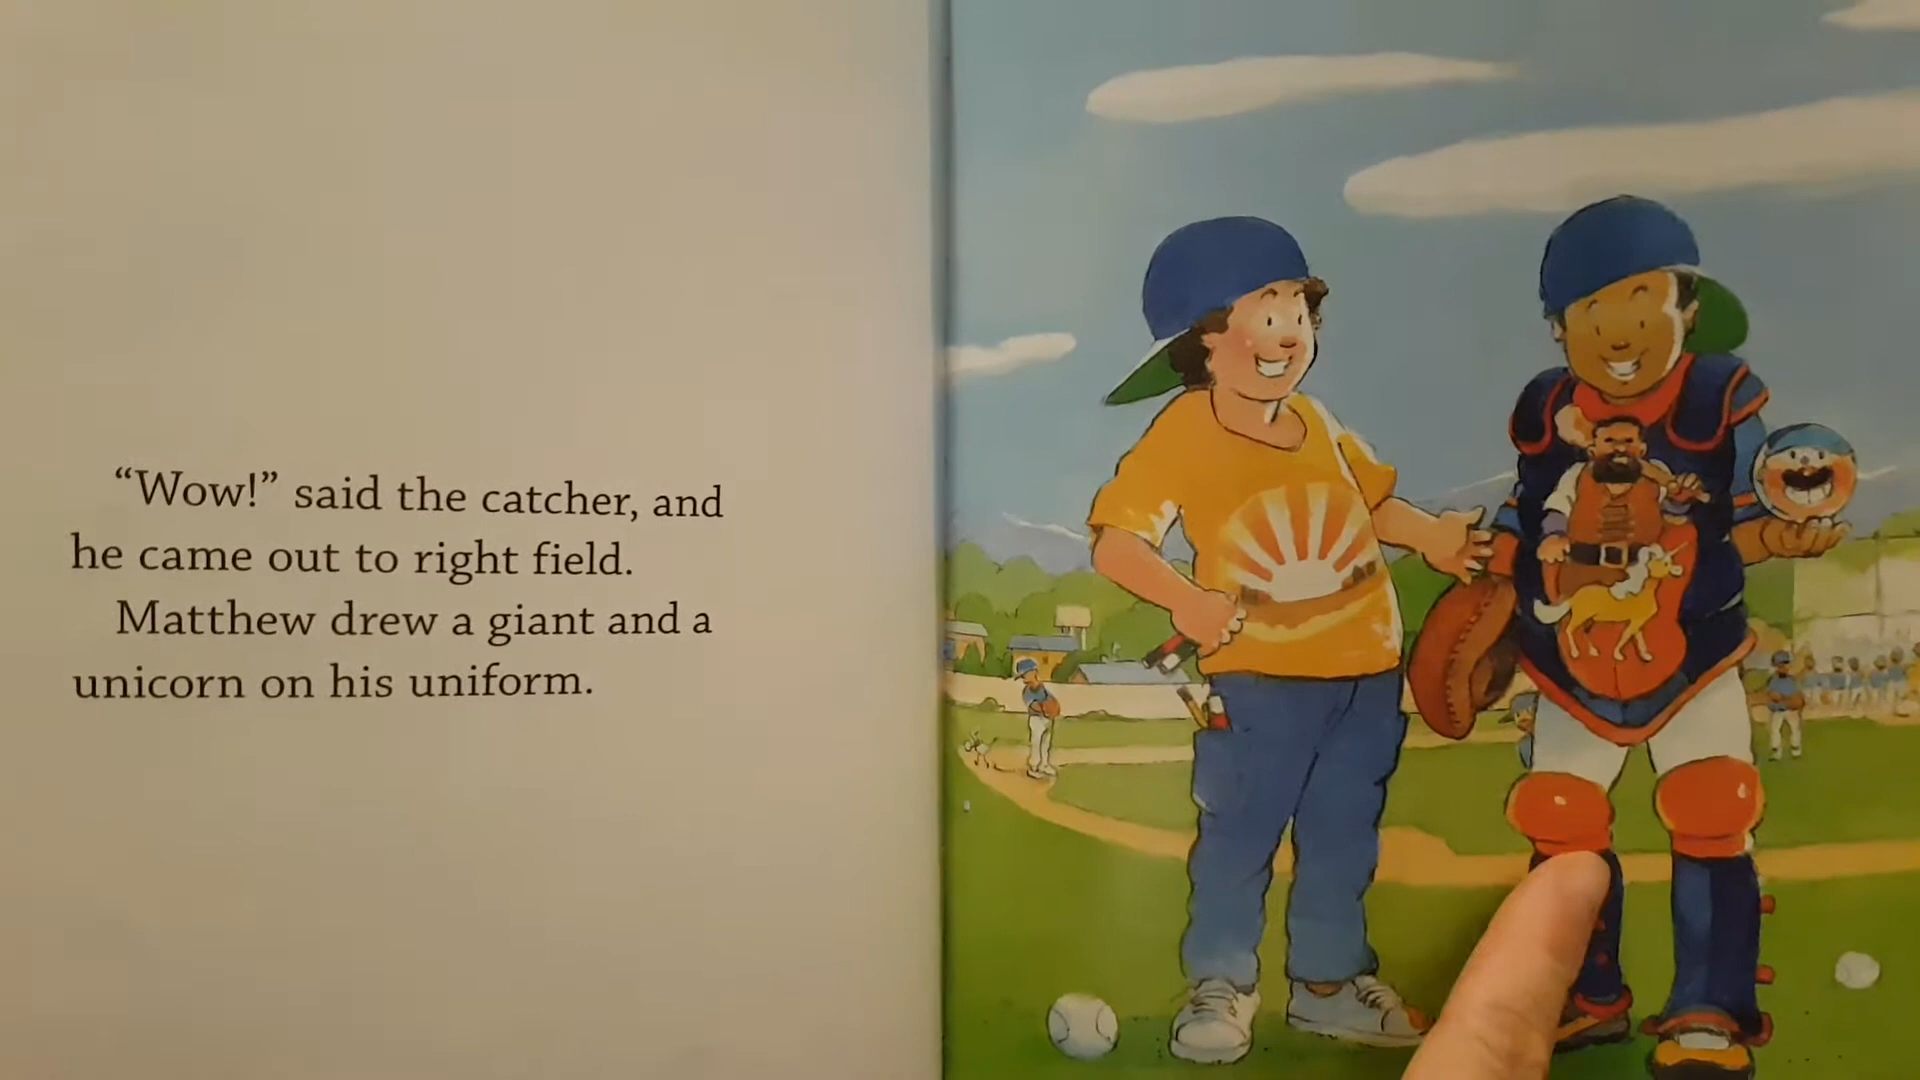 “Wow!” said the catcher, and
he came out to right field.
Matthew drew a giant and a
unicorn on his uniform.